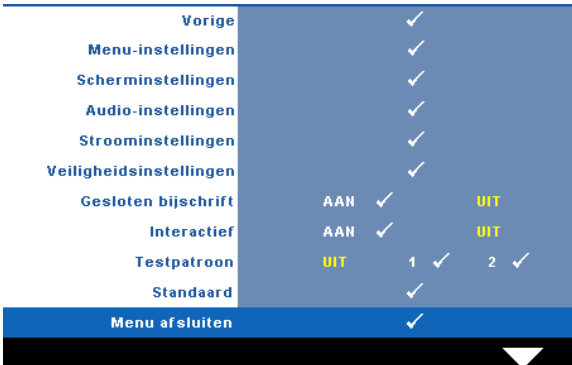 Vorige ✓
Menu-instellingen ✓
Scherminstellingen ✓
Audio-instellingen ✓
Stroominstellingen ✓
Veiligheidsinstellingen ✓
Gesloten bijschrift AAN ✓ UIT
Interactief AAN ✓ UIT
Testpatroon UIT 1 ✓ 2 ✓
Standaard ✓
Menu afsluiten ✓